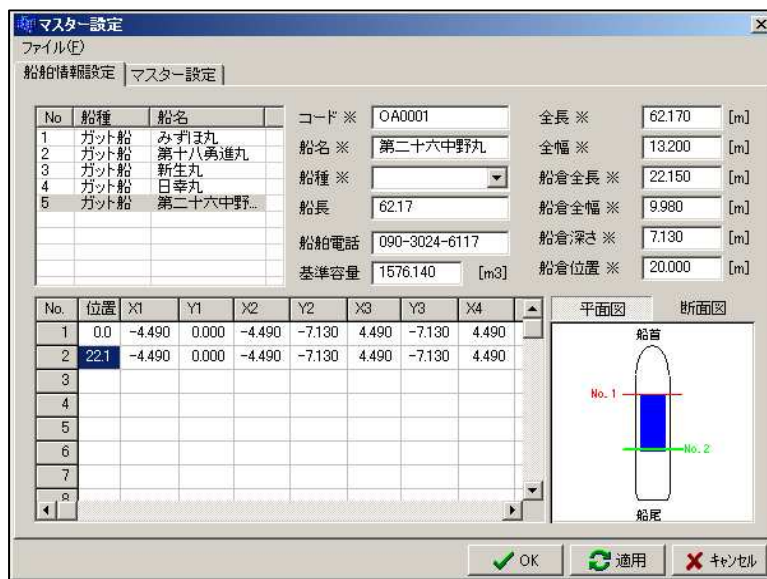 マスター設定
ファイル(F)
船舶情報設定 マスター設定
No 船種 船名
1 ガット船 みずほ丸
2 ガット船 第十八勇進丸
3 ガット船 新生丸
4 ガット船 日幸丸
5 ガット船 第二十六中野...
コード ※ OA0001
船名 ※ 第二十六中野丸
船種 ※
船長 62.17
船舶電話 090-3024-6117
基準容量 1576.140 [m3]
全長 ※ 62.170 [m]
全幅 ※ 13.200 [m]
船倉全長 ※ 22.150 [m]
船倉全幅 ※ 9.980 [m]
船倉深さ ※ 7.130 [m]
船倉位置 ※ 20.000 [m]
No. 位置 X1 Y1 X2 Y2 X3 Y3 X4
1 0.0 -4.490 0.000 -4.490 -7.130 4.490 -7.130 4.490
2 22.1 -4.490 0.000 -4.490 -7.130 4.490 -7.130 4.490
3
4
5
6
7
8
平面図 断面図
船首
No.1
No.2
船尾
OK 適用 キャンセル